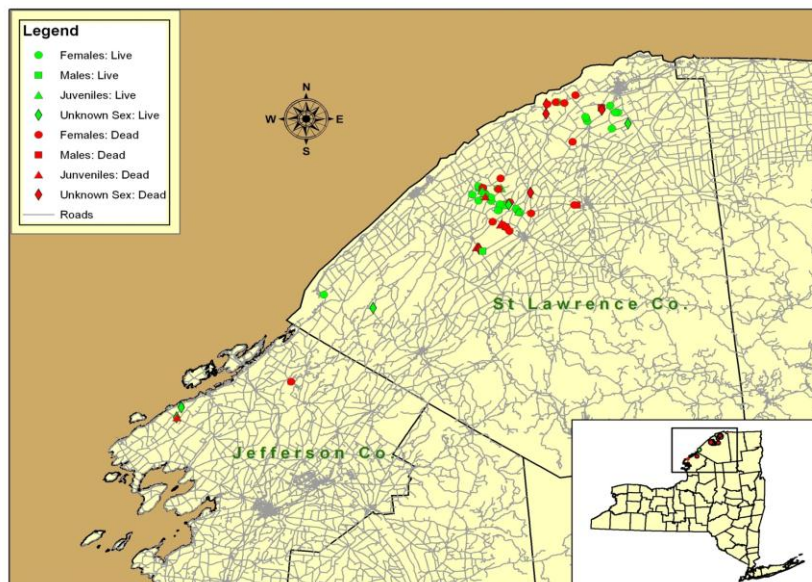 Legend
Females: Live
Males: Live
Juveniles: Live
Unknown Sex: Live
Females: Dead
Males: Dead
Junveniles: Dead
Unknown Sex: Dead
Roads
N
W
E
S
St Lawrence Co.
Jefferson Co.